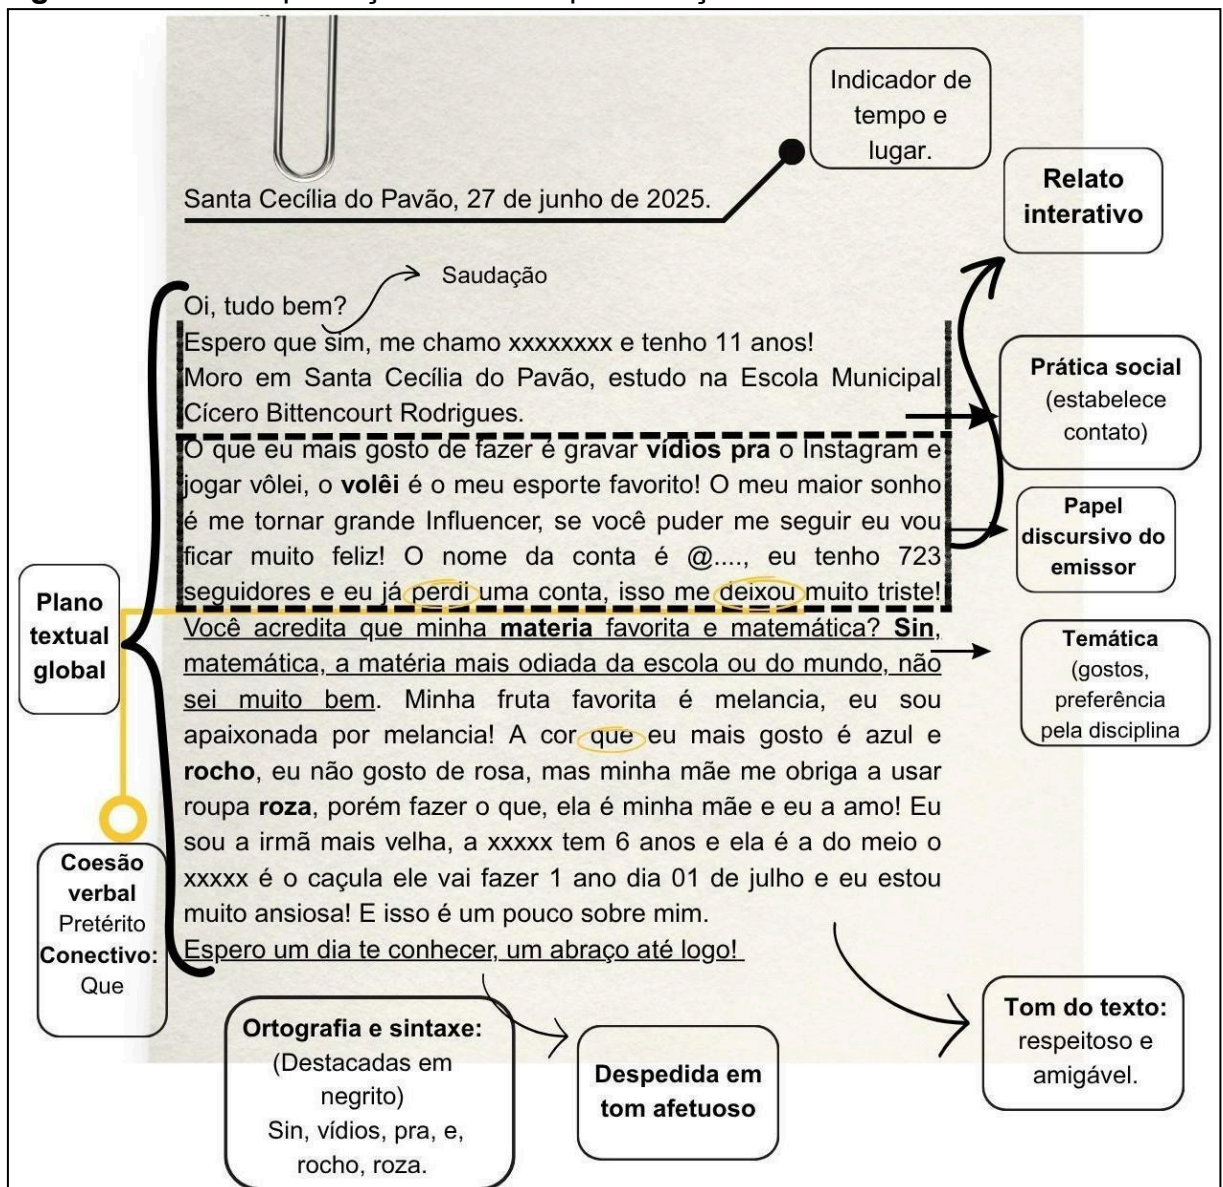 Indicador de
tempo e
lugar.
Relato
interativo
Santa Cecília do Pavão, 27 de junho de 2025.
Saudação
Oi, tudo bem?
Espero que sim, me chamo xxxxxxxx e tenho 11 anos!
Moro em Santa Cecília do Pavão, estudo na Escola Municipal
Cícero Bittencourt Rodrigues.
Prática social
(estabelece
contato)
O que eu mais gosto de fazer é gravar vídios pra o Instagram e
jogar vôlei, o volêi é o meu esporte favorito! O meu maior sonho
é me tornar grande Influencer, se você puder me seguir eu vou
ficar muito feliz! O nome da conta é @...., eu tenho 723
seguidores e eu já perdi uma conta, isso me deixou muito triste!
Papel
discursivo do
emissor
Plano
textual
global
Você acredita que minha materia favorita e matemática? Sin,
matemática, a matéria mais odiada da escola ou do mundo, não
sei muito bem. Minha fruta favorita é melancia, eu sou
apaixonada por melancia! A cor que eu mais gosto é azul e
rocho, eu não gosto de rosa, mas minha mãe me obriga a usar
roupa roza, porém fazer o que, ela é minha mãe e eu a amo! Eu
sou a irmã mais velha, a xxxxx tem 6 anos e ela é a do meio o
xxxxx é o caçula ele vai fazer 1 ano dia 01 de julho e eu estou
muito ansiosa! E isso é um pouco sobre mim.
Espero um dia te conhecer, um abraço até logo!
Temática
(gostos,
preferência
pela disciplina
Coesão
verbal
Pretérito
Conectivo:
Que
Ortografia e sintaxe:
(Destacadas em
negrito)
Sin, vídios, pra, e,
rocho, roza.
Despedida em
tom afetuoso
Tom do texto:
respeitoso e
amigável.